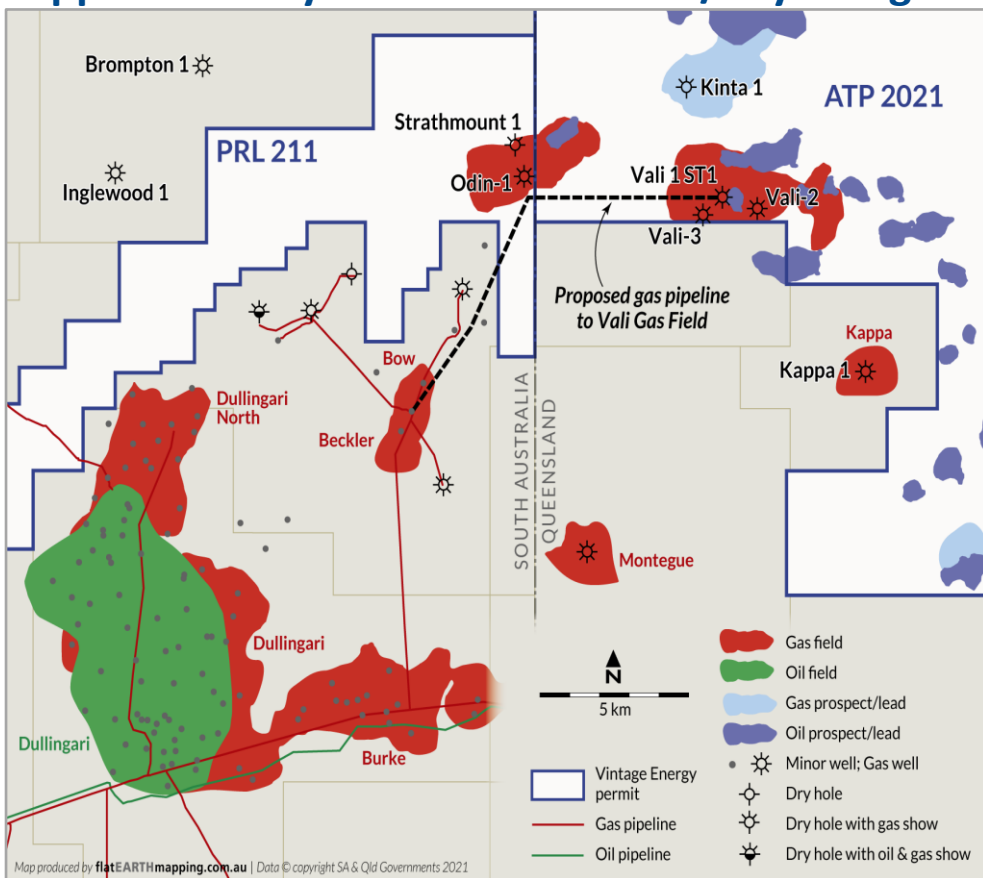 Brompton 1
Kinta 1
ATP 2021
Strathmount 1
PRL 211
Odin-1
Inglewood 1
Vali 1 ST1
Vali-2
Vali-3
Proposed gas pipeline
to Vali Gas Field
Bow
Kappa
Kappa 1
Dullingari
North
Beckler
SOUTH AUSTRALIA
QUEENSLAND
Montegue
Dullingari
Dullingari
Burke
N
5 km
Gas field
Oil field
Gas prospect/lead
Oil prospect/lead
Minor well; Gas well
Dry hole
Dry hole with gas show
Dry hole with oil & gas show
Vintage Energy
permit
Gas pipeline
Oil pipeline
Map produced by flatEARTHmapping.com.au | Data © copyright SA & Qld Governments 2021